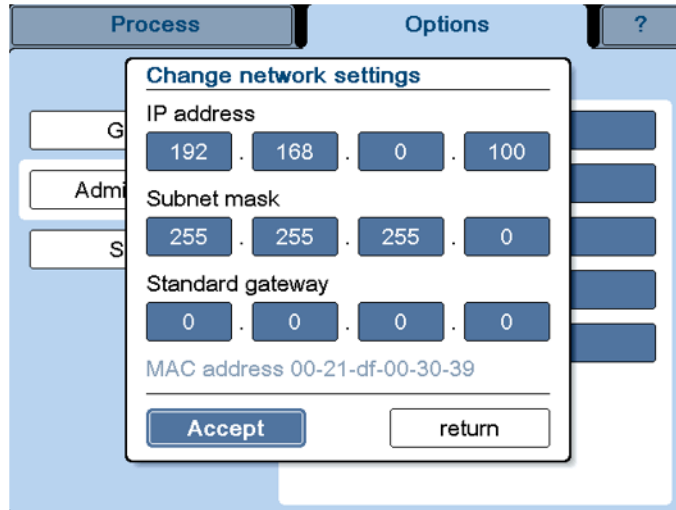 Process Options ?
Change network settings
IP address
192 . 168 . 0 . 100
Subnet mask
255 . 255 . 255 . 0
Standard gateway
0 . 0 . 0 . 0
MAC address 00-21-df-00-30-39
Accept return